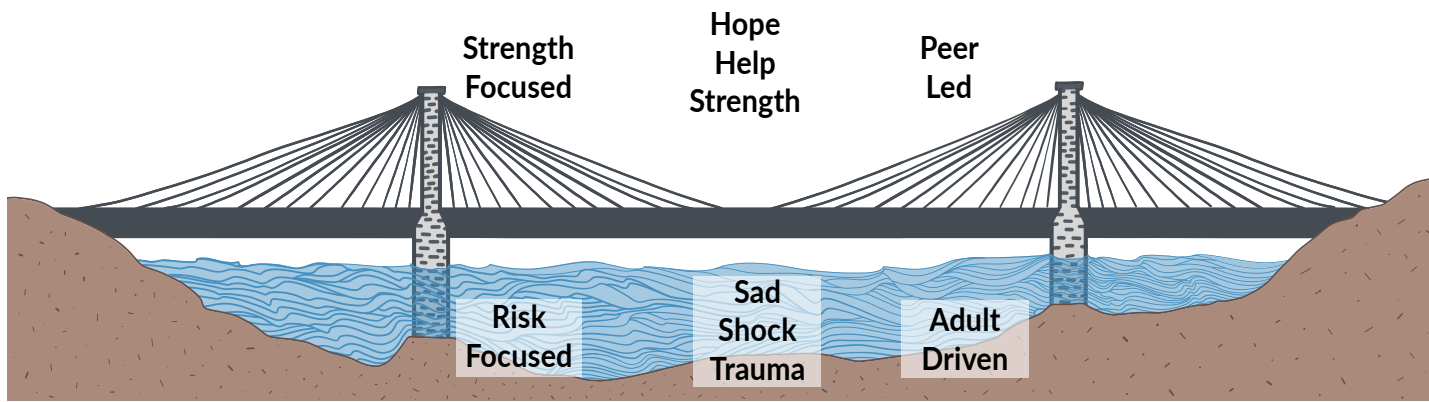 Strength
Focused
Hope
Help
Strength
Peer
Led
Risk
Focused
Sad
Shock
Trauma
Adult
Driven